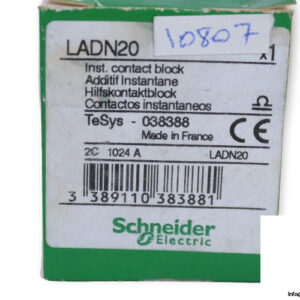 LADN20
10807
x1
Inst. contact block
Additif Instantane
Hilfskontaktblock
Contactos instantaneos
TeSys - 038388
Made in France
CE
2C 1024 A LADN20
3 389110 383881
Schneider
Electric